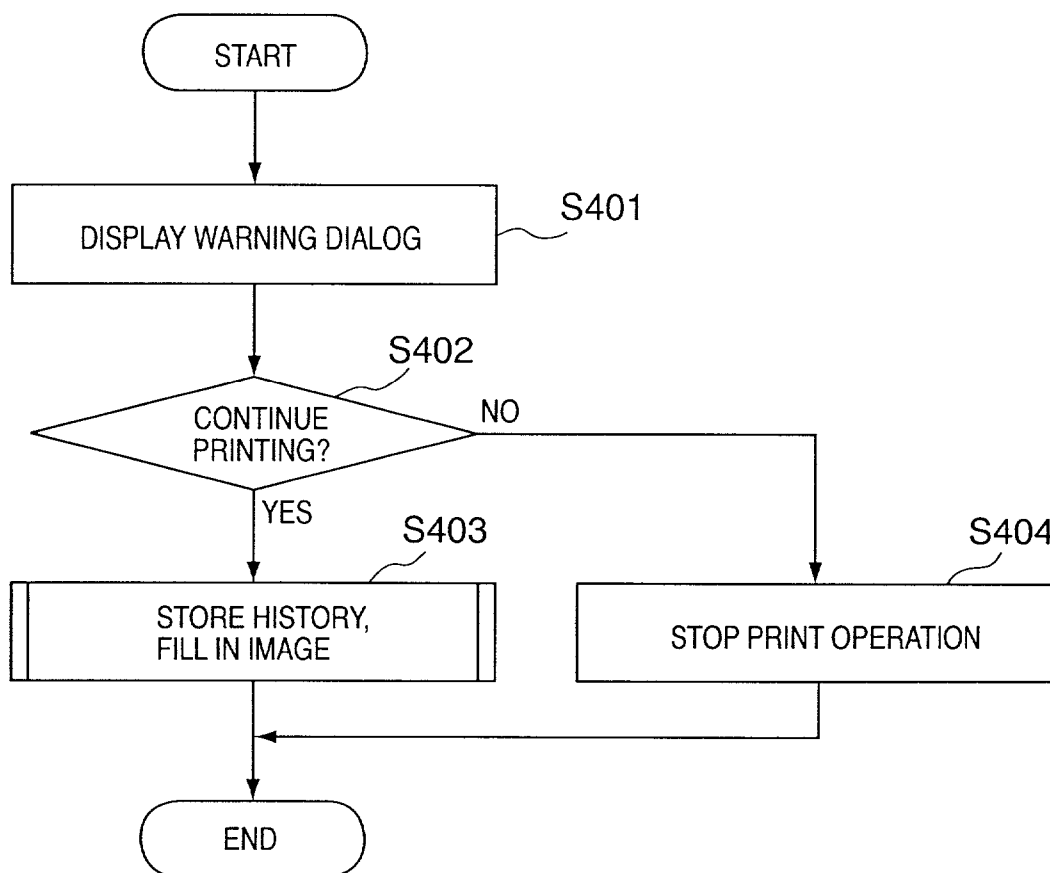 START
DISPLAY WARNING DIALOG
S401
S402
CONTINUE
PRINTING?
NO
YES
S403
STORE HISTORY,
FILL IN IMAGE
S404
STOP PRINT OPERATION
END